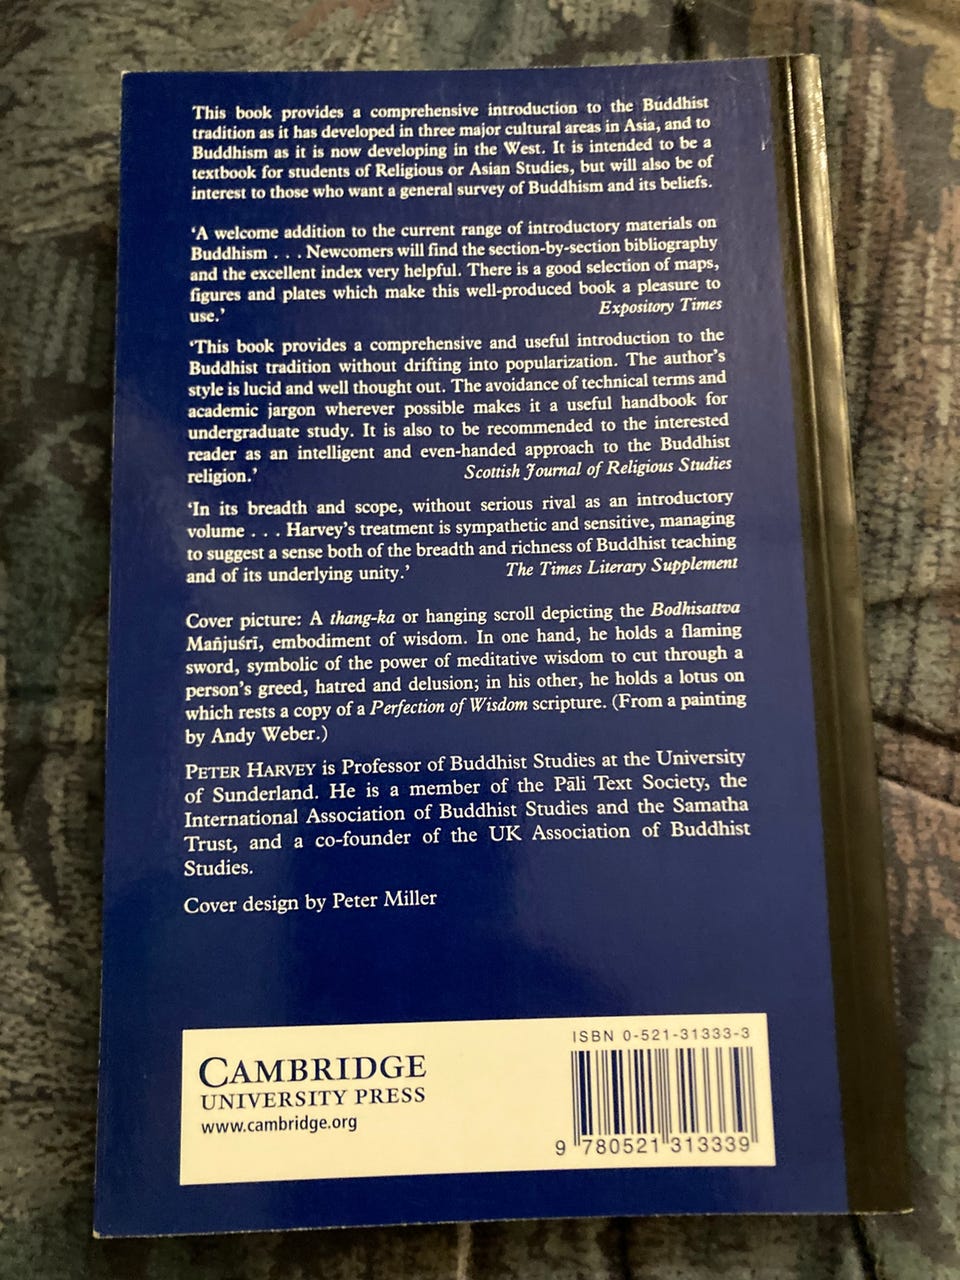 This book provides a comprehensive introduction to the Buddhist
tradition as it has developed in three major cultural areas in Asia, and to
Buddhism as it is now developing in the West. It is intended to be a
textbook for students of Religious or Asian Studies, but will also be of
interest to those who want a general survey of Buddhism and its beliefs.
‘A welcome addition to the current range of introductory materials on
Buddhism . . . Newcomers will find the section-by-section bibliography
and the excellent index very helpful. There is a good selection of maps,
figures and plates which make this well-produced book a pleasure to
use.’ Expository Times
‘This book provides a comprehensive and useful introduction to the
Buddhist tradition without drifting into popularization. The author’s
style is lucid and well thought out. The avoidance of technical terms and
academic jargon wherever possible makes it a useful handbook for
undergraduate study. It is also to be recommended to the interested
reader as an intelligent and even-handed approach to the Buddhist
religion.’ Scottish Journal of Religious Studies
‘In its breadth and scope, without serious rival as an introductory
volume . . . Harvey’s treatment is sympathetic and sensitive, managing
to suggest a sense both of the breadth and richness of Buddhist teaching
and of its underlying unity.’ The Times Literary Supplement
Cover picture: A thang-ka or hanging scroll depicting the Bodhisattva
Mañjuśrī, embodiment of wisdom. In one hand, he holds a flaming
sword, symbolic of the power of meditative wisdom to cut through a
person’s greed, hatred and delusion; in his other, he holds a lotus on
which rests a copy of a Perfection of Wisdom scripture. (From a painting
by Andy Weber.)
PETER HARVEY is Professor of Buddhist Studies at the University
of Sunderland. He is a member of the Pāli Text Society, the
International Association of Buddhist Studies and the Samatha
Trust, and a co-founder of the UK Association of Buddhist
Studies.
Cover design by Peter Miller
CAMBRIDGE
UNIVERSITY PRESS
www.cambridge.org
ISBN 0-521-31333-3
9 780521 313339